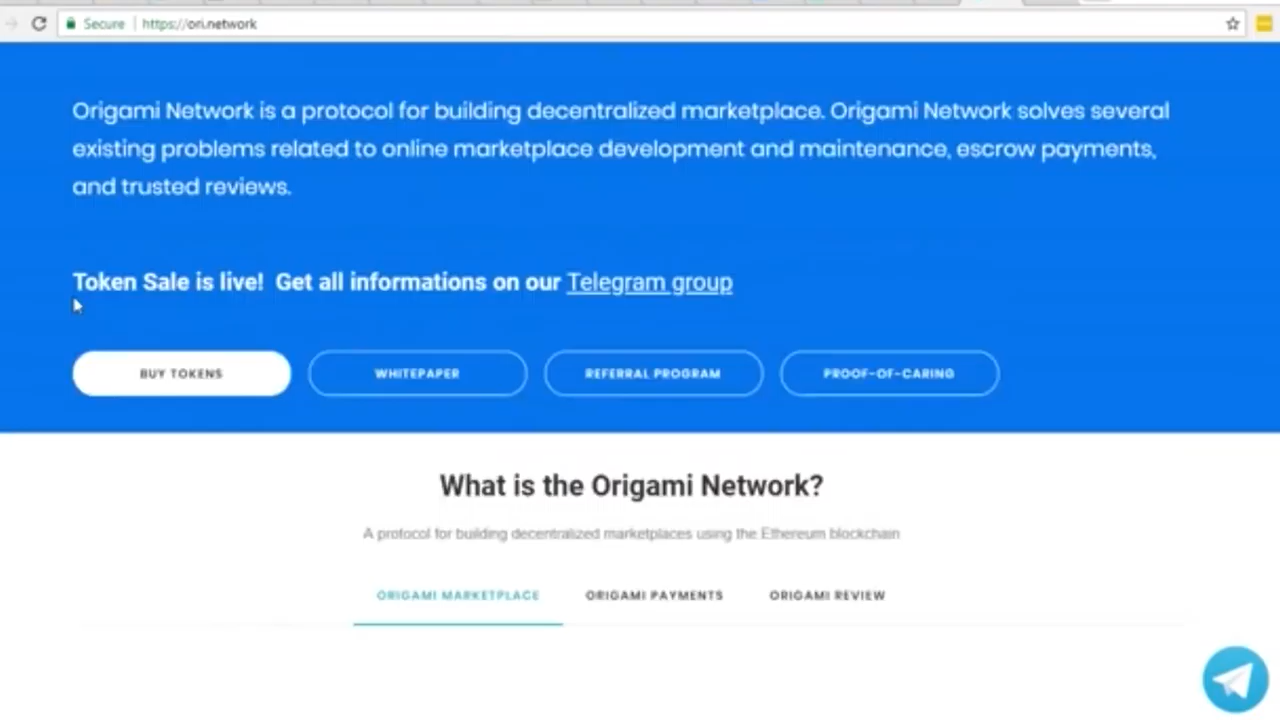 Secure https://ori.network
Origami Network is a protocol for building decentralized marketplace. Origami Network solves several
existing problems related to online marketplace development and maintenance, escrow payments,
and trusted reviews.
Token Sale is live! Get all informations on our Telegram group
BUY TOKENS
WHITEPAPER
REFERRAL PROGRAM
PROOF-OF-CARING
What is the Origami Network?
A protocol for building decentralized marketplaces using the Ethereum blockchain
ORIGAMI MARKETPLACE
ORIGAMI PAYMENTS
ORIGAMI REVIEW